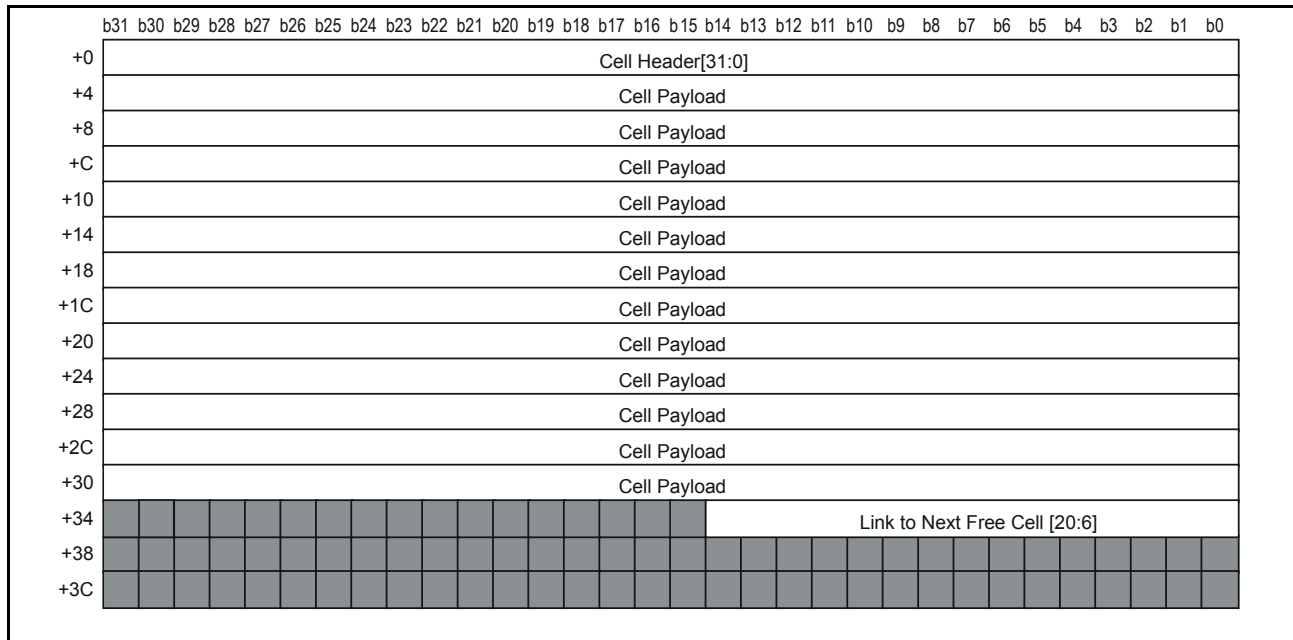 b31 b30 b29 b28 b27 b26 b25 b24 b23 b22 b21 b20 b19 b18 b17 b16 b15 b14 b13 b12 b11 b10 b9 b8 b7 b6 b5 b4 b3 b2 b1 b0
+0 Cell Header[31:0]
+4 Cell Payload
+8 Cell Payload
+C Cell Payload
+10 Cell Payload
+14 Cell Payload
+18 Cell Payload
+1C Cell Payload
+20 Cell Payload
+24 Cell Payload
+28 Cell Payload
+2C Cell Payload
+30 Cell Payload
+34 Link to Next Free Cell [20:6]
+38
+3C